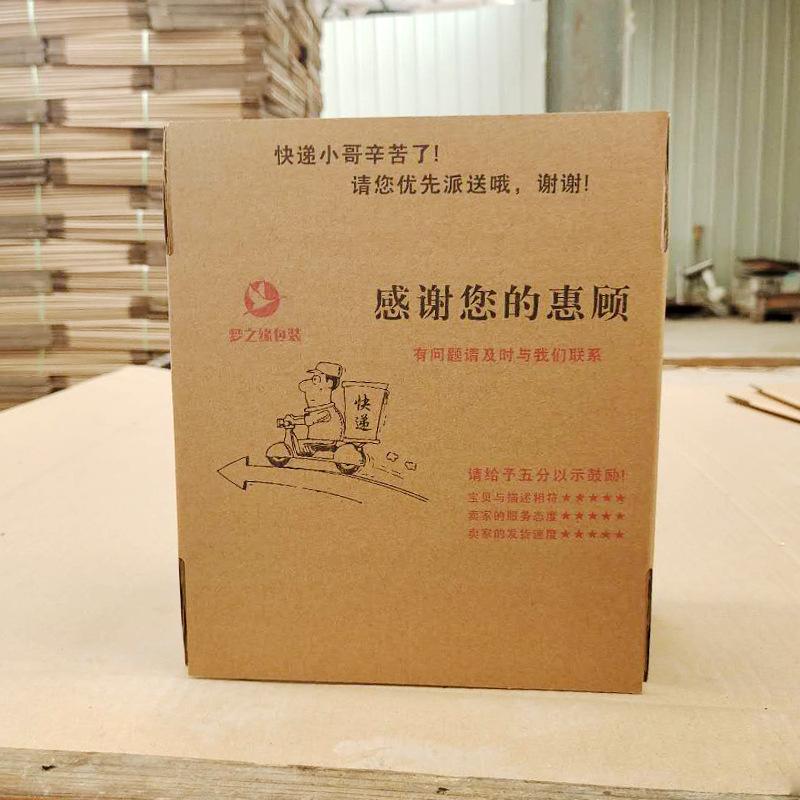 快递小哥辛苦了!
请您优先派送哦，谢谢!
感谢您的惠顾
梦之缘包装
有问题请及时与我们联系
快递
请给予五分以示鼓励!
宝贝与描述相符★★★★★
卖家的服务态度★★★★★
卖家的发货速度★★★★★